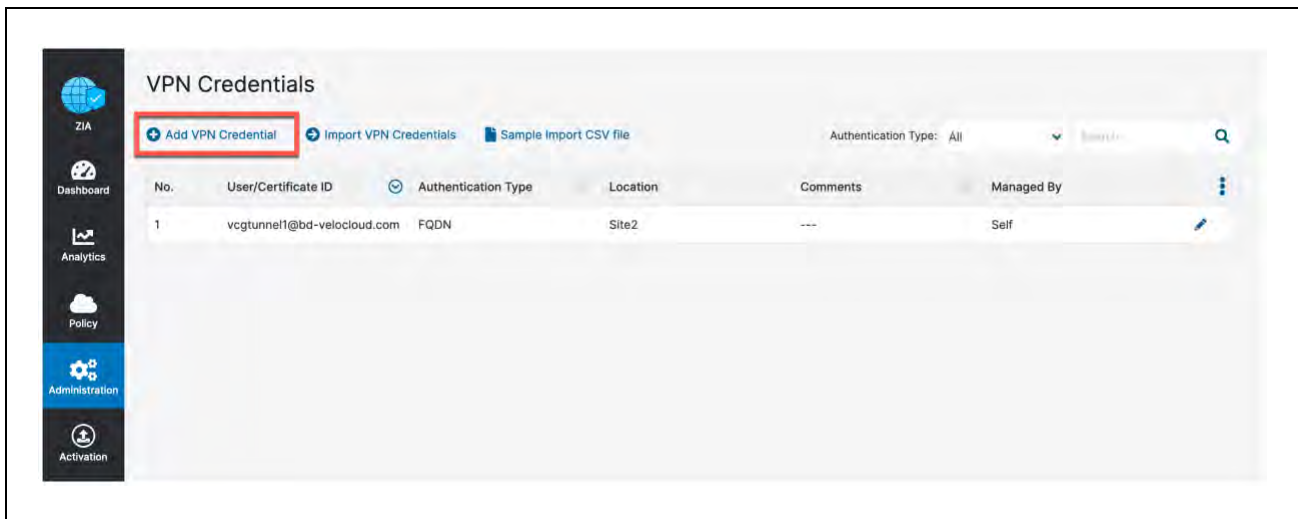 VPN Credentials
ZIA
Add VPN Credential Import VPN Credentials Sample Import CSV file Authentication Type: All Search...
Dashboard
No. User/Certificate ID Authentication Type Location Comments Managed By
1 vcgtunnel1@bd-velocloud.com FQDN Site2 --- Self
Analytics
Policy
Administration
Activation